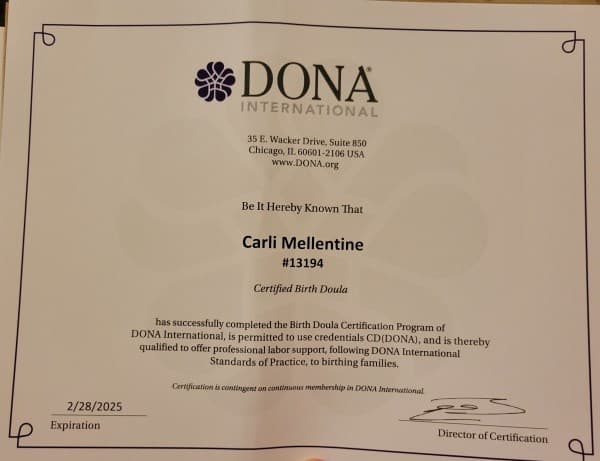 DONA®
INTERNATIONAL
35 E. Wacker Drive, Suite 850
Chicago, IL 60601-2106 USA
www.DONA.org
Be It Hereby Known That
Carli Mellentine
#13194
Certified Birth Doula
has successfully completed the Birth Doula Certification Program of
DONA International, is permitted to use credentials CD(DONA), and is thereby
qualified to offer professional labor support, following DONA International
Standards of Practice, to birthing families.
Certification is contingent on continuous membership in DONA International.
2/28/2025
Expiration
Director of Certification